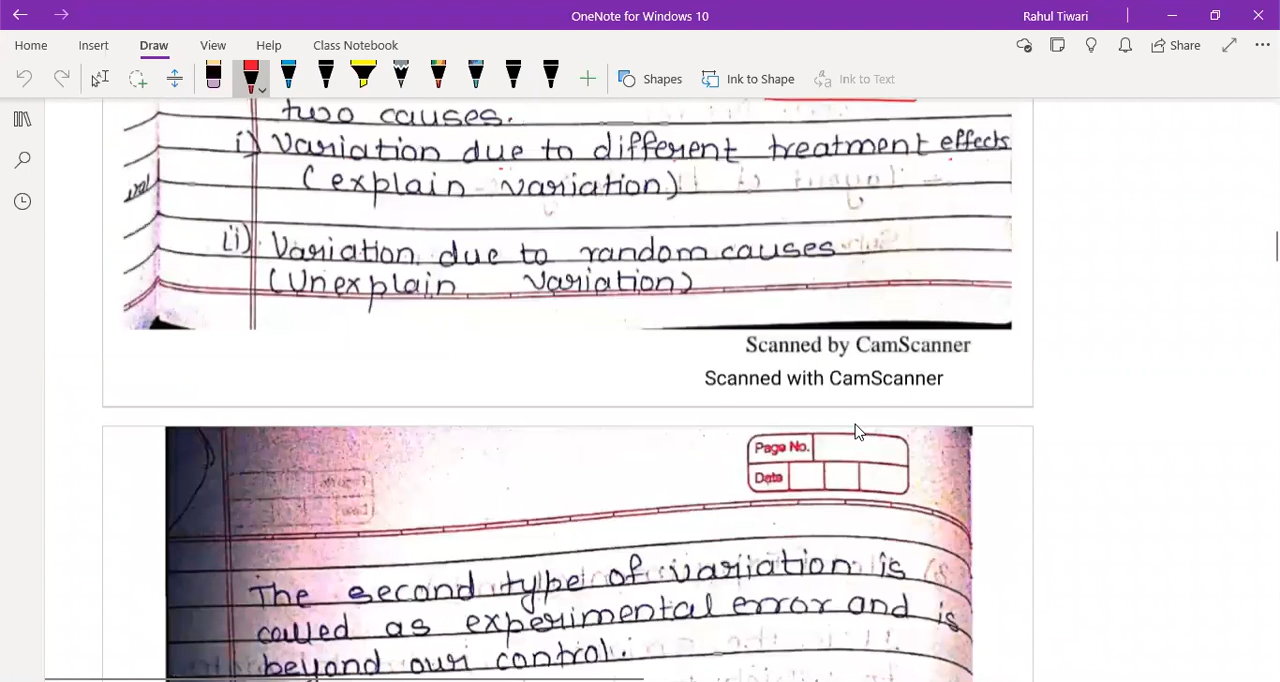 OneNote for Windows 10
Rahul Tiwari
Home Insert Draw View Help Class Notebook
Share
Shapes Ink to Shape Ink to Text
two causes.
i) Variation due to different treatment effects
(explain variation)
ii) Variation due to random causes
(Unexplain variation)
Scanned by CamScanner
Scanned with CamScanner
Page No.
Date
The second type of variation is
called as experimental error and is
beyond our control.